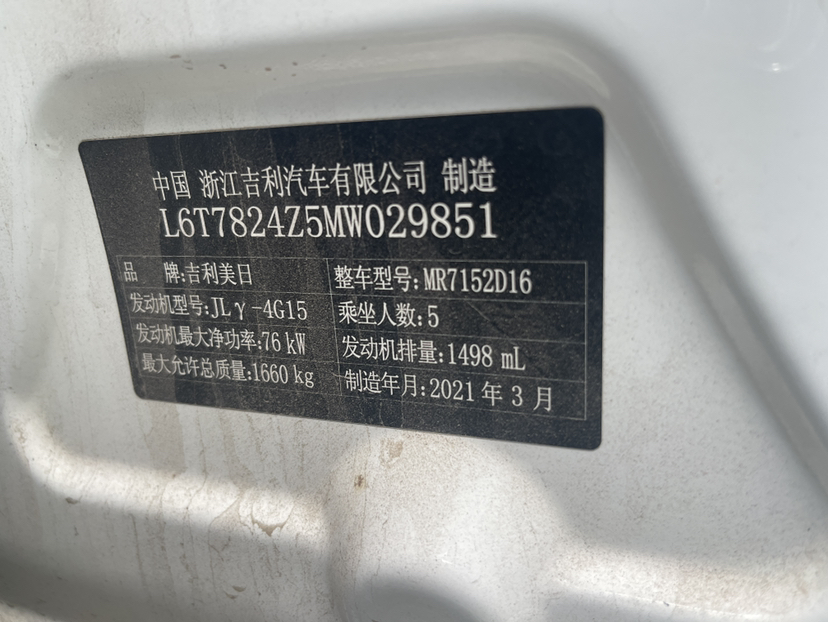 中国 浙江吉利汽车有限公司 制造
L6T7824Z5MW029851
品 牌:吉利美日 整车型号:MR7152D16
发动机型号:JLγ-4G15 乘坐人数:5
发动机最大净功率:76 kW 发动机排量:1498 mL
最大允许总质量:1660 kg 制造年月:2021 年 3 月